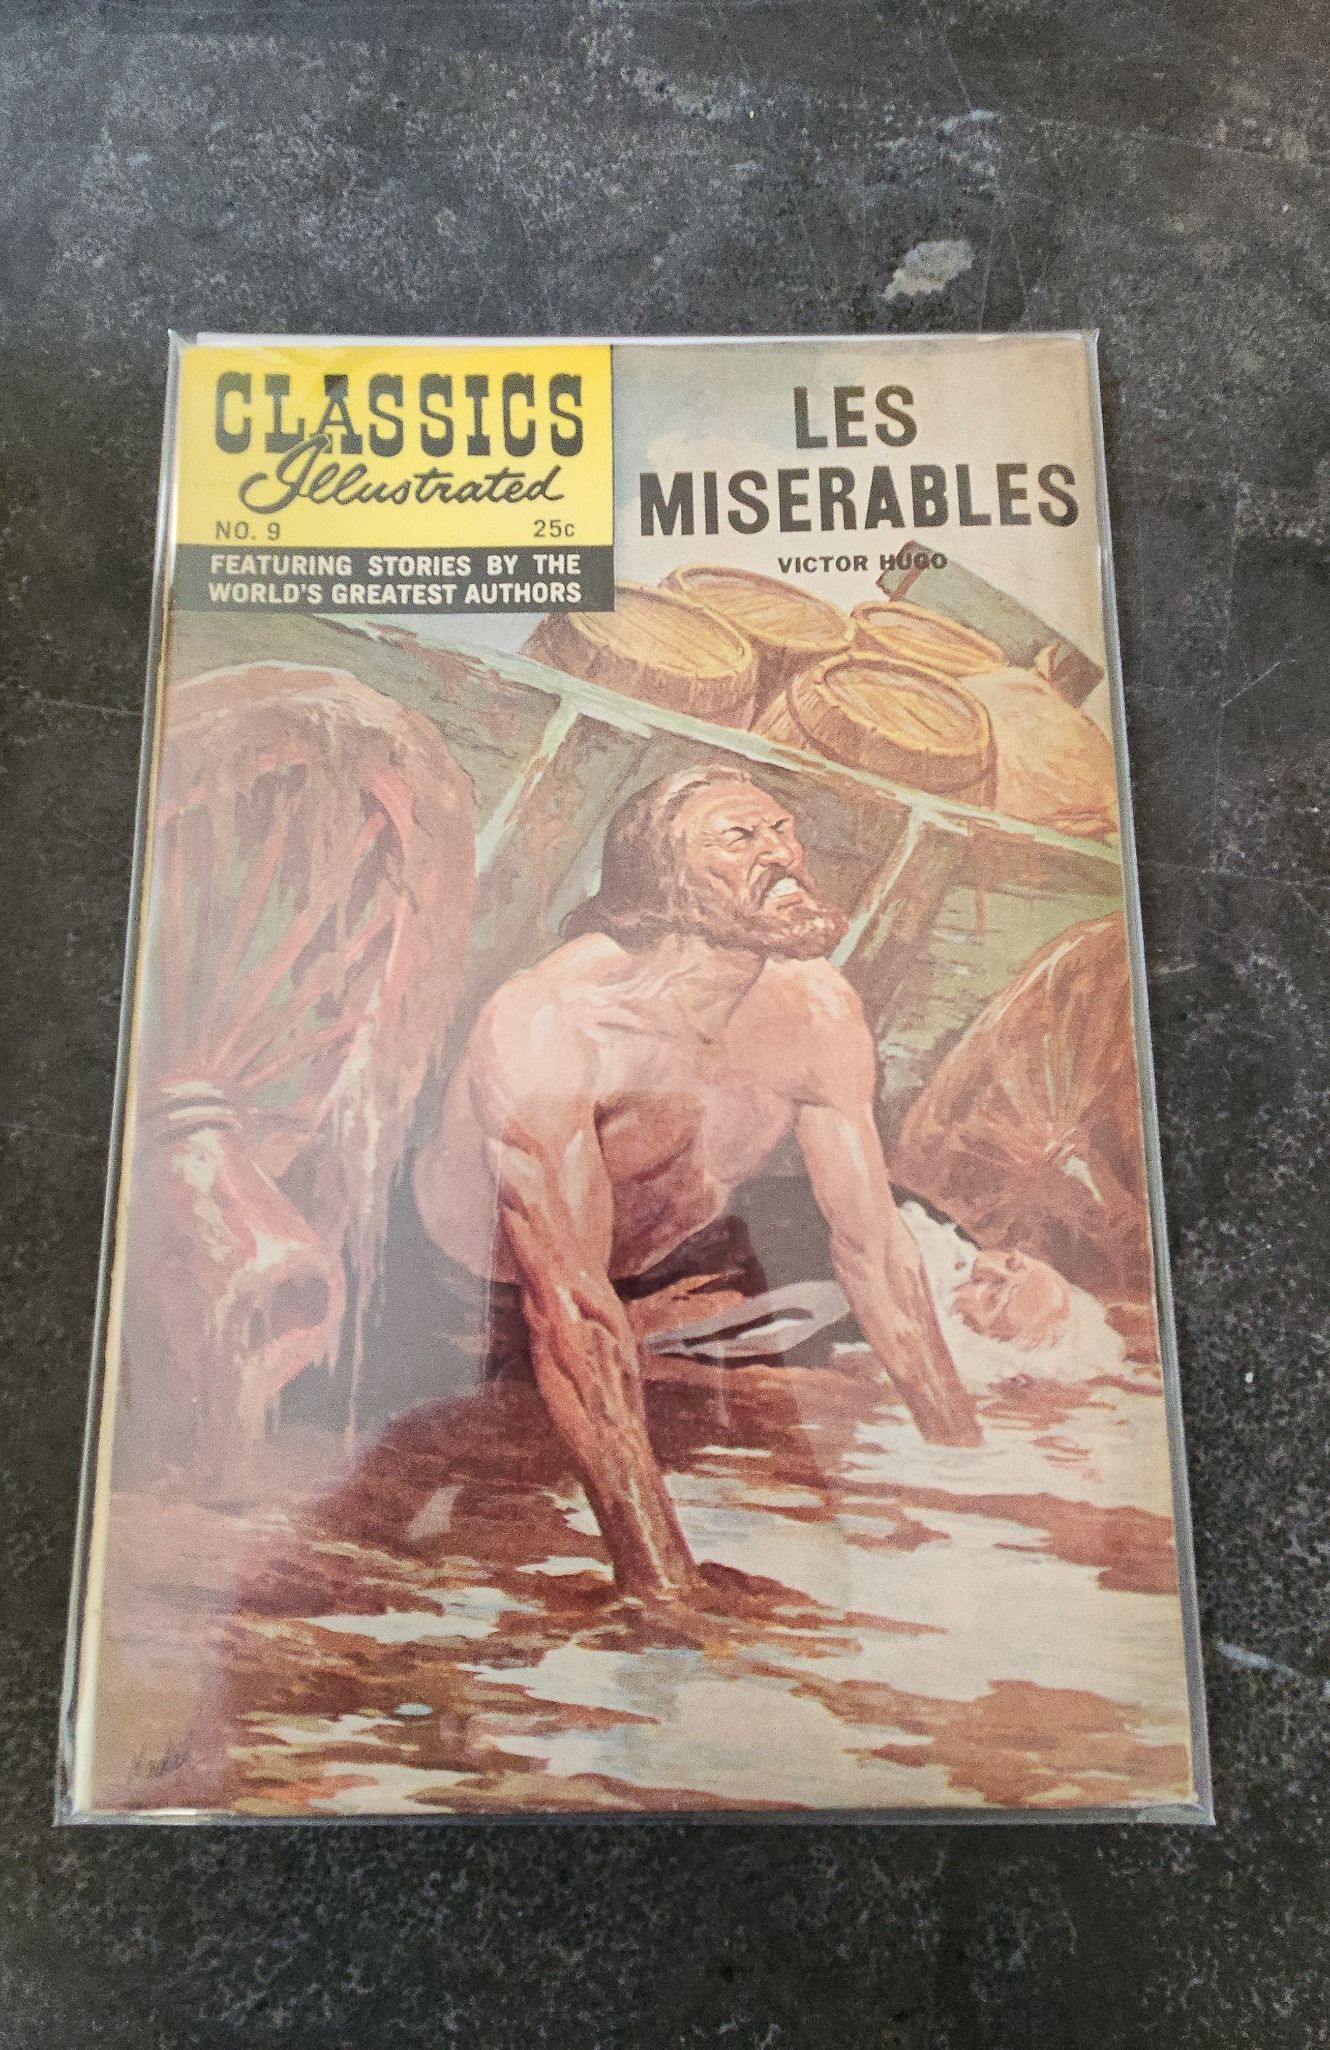 CLASSICS
Illustrated
NO. 9 25c
FEATURING STORIES BY THE
WORLD'S GREATEST AUTHORS
LES
MISERABLES
VICTOR HUGO